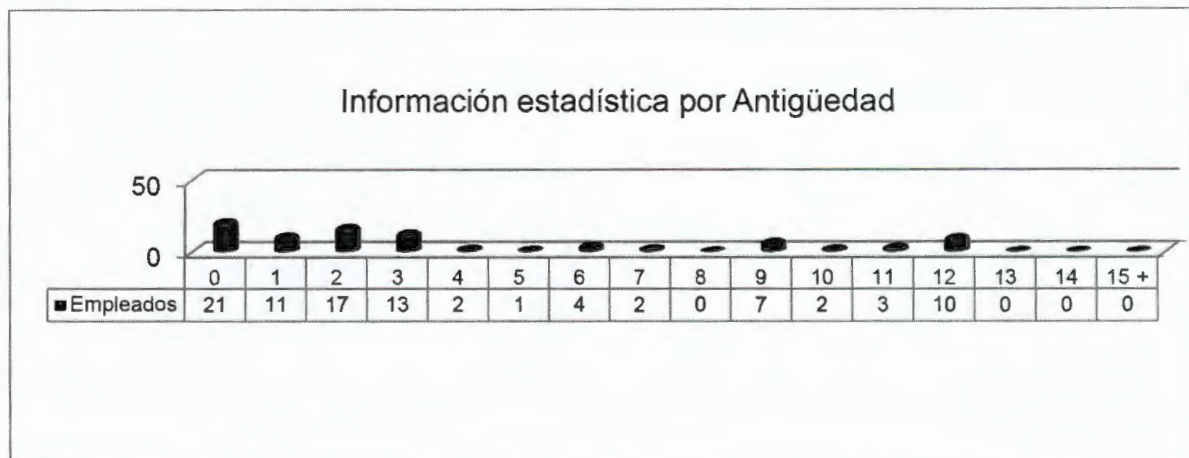 Información estadística por Antigüedad
50
0
0 1 2 3 4 5 6 7 8 9 10 11 12 13 14 15 +
Empleados 21 11 17 13 2 1 4 2 0 7 2 3 10 0 0 0